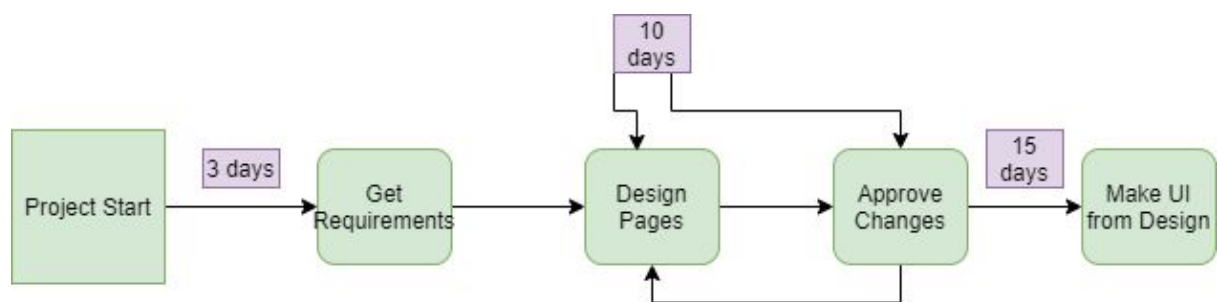 10
days
Project Start
3 days
Get
Requirements
Design
Pages
Approve
Changes
15
days
Make UI
from Design